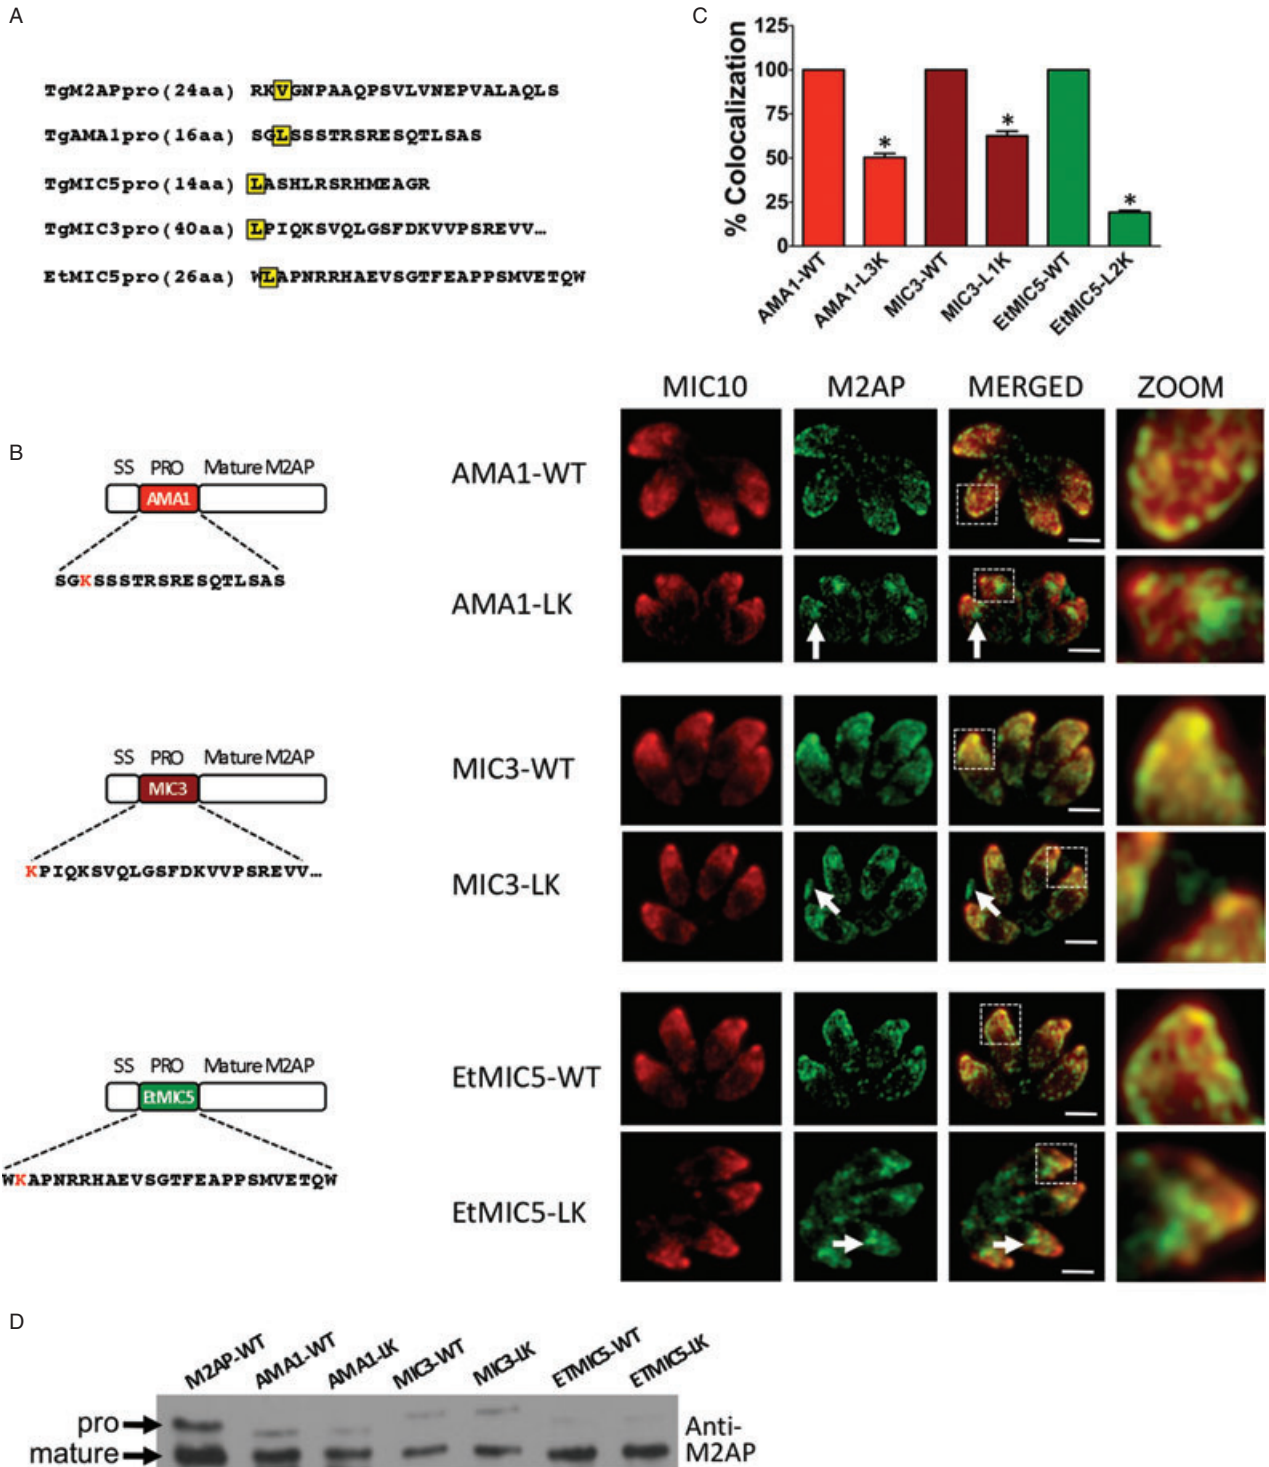 A
TgM2APpro(24aa) RKVGNPAAQPSVLVNEPVALAQLS
TgAMA1pro(16aa) SGLSSSTRSRESQTLSAS
TgMIC5pro(14aa) LASHLRSRHMEAGR
TgMIC3pro(40aa) LPIQKSVQLGSFDKVVPSREVV…
EtMIC5pro(26aa) WLAPNRRHAEVSGTFEAPPSMVETQW
C
% Colocalization
125
100
75
50
25
0
* * *
AMA1-WT
AMA1-L3K
MIC3-WT
MIC3-L1K
EtMIC5-WT
EtMIC5-L2K
B
SS PRO Mature M2AP
AMA1
SGKSSSTRSRESQTLSAS
SS PRO Mature M2AP
MIC3
KPIQKSVQLGSFDKVVPSREVV…
SS PRO Mature M2AP
EtMIC5
WKAPNRRHAEVSGTFEAPPSMVETQW
MIC10 M2AP MERGED ZOOM
AMA1-WT
AMA1-LK
MIC3-WT
MIC3-LK
EtMIC5-WT
EtMIC5-LK
D
M2AP-WT
AMA1-WT
AMA1-LK
MIC3-WT
MIC3-LK
ETMIC5-WT
ETMIC5-LK
pro
mature
Anti-
M2AP